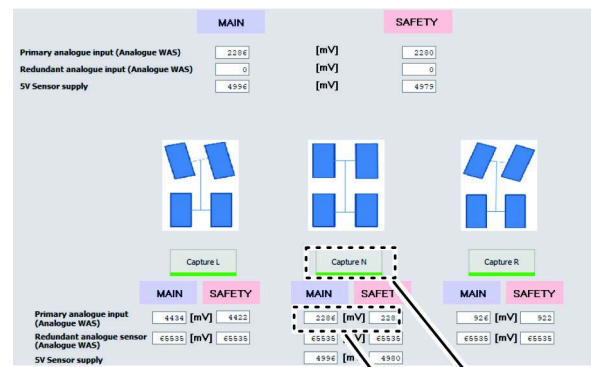 MAIN SAFETY
Primary analogue input (Analogue WAS) 2286 [mV] 2280
Redundant analogue input (Analogue WAS) 0 [mV] 0
5V Sensor supply 4996 [mV] 4979
Capture L Capture N Capture R
MAIN SAFETY MAIN SAFET MAIN SAFETY
Primary analogue input
(Analogue WAS) 4434 [mV] 4422 2286 [mV] 228 926 [mV] 922
Redundant analogue sensor
(Analogue WAS) 65535 [mV] 65535 65535 V] 65535 65535 [mV] 65535
5V Sensor supply 4996 [m 4980